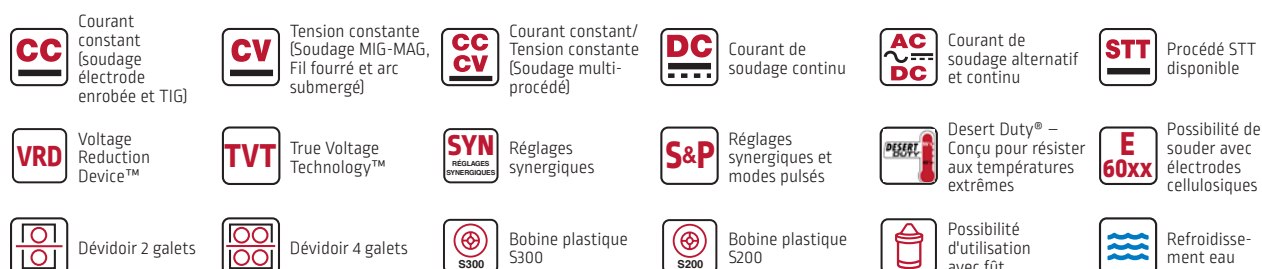 CC
Courant
constant
(soudage
électrode
enrobée et TIG)
CV
Tension constante
(Soudage MIG-MAG,
Fil fourré et arc
submergé)
CC
CV
Courant constant/
Tension constante
(Soudage multi-
procédé)
DC
Courant de
soudage continu
AC
DC
Courant de
soudage alternatif
et continu
STT
Procédé STT
disponible
VRD
Voltage
Reduction
Device™
TVT
True Voltage
Technology™
SYN
RÉGLAGES
SYNERGIQUES
Réglages
synergiques
S&P
Réglages
synergiques et
modes pulsés
DESERT
DUTY
Desert Duty® –
Conçu pour résister
aux températures
extrêmes
E
60xx
Possibilité de
souder avec
électrodes
cellulosiques
Dévidoir 2 galets
Dévidoir 4 galets
S300
Bobine plastique
S300
S200
Bobine plastique
S200
Possibilité
d'utilisation
avec fût
Refroidisse-
ment eau